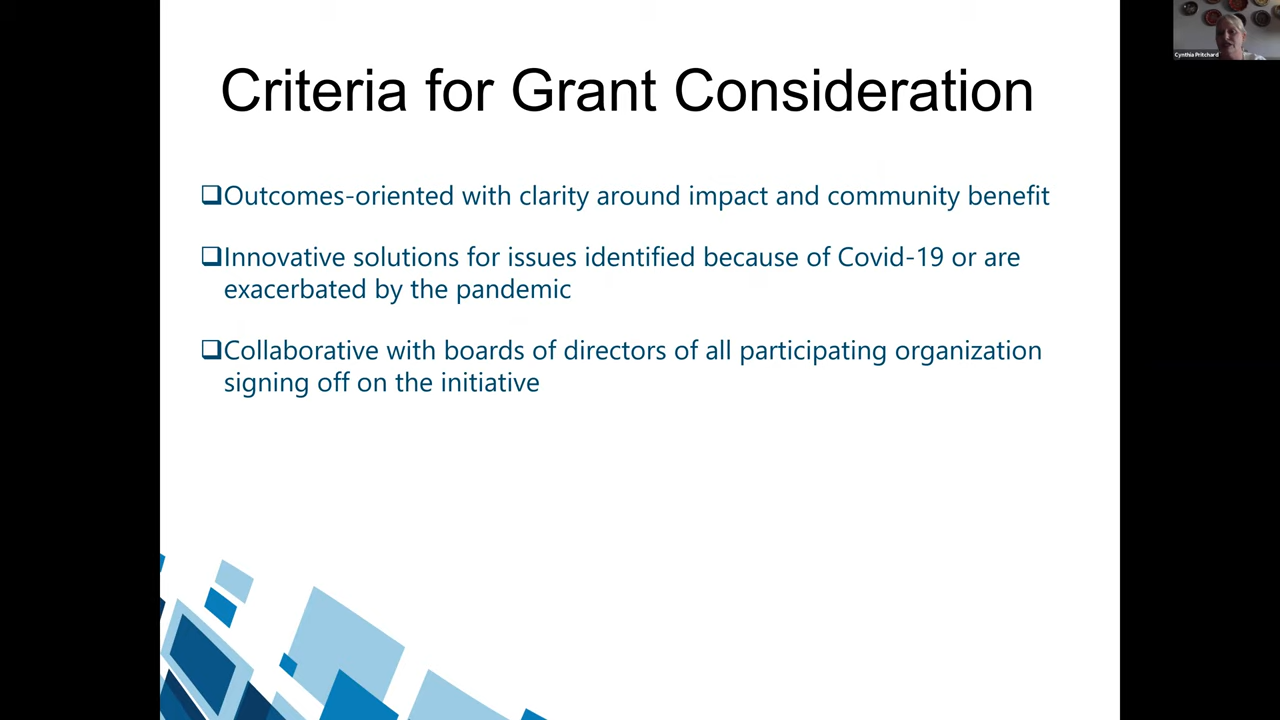 Criteria for Grant Consideration
Cynthia Pritchard
❑Outcomes-oriented with clarity around impact and community benefit
❑Innovative solutions for issues identified because of Covid-19 or are
exacerbated by the pandemic
❑Collaborative with boards of directors of all participating organization
signing off on the initiative